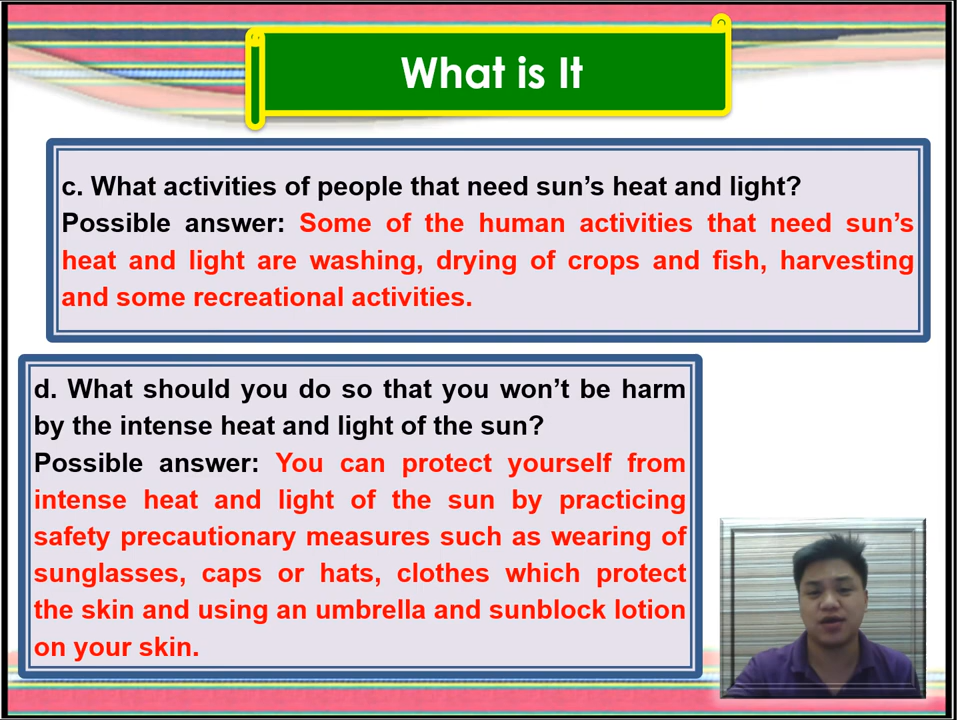 What is It
c. What activities of people that need sun’s heat and light?
Possible answer: Some of the human activities that need sun’s
heat and light are washing, drying of crops and fish, harvesting
and some recreational activities.
d. What should you do so that you won’t be harm
by the intense heat and light of the sun?
Possible answer: You can protect yourself from
intense heat and light of the sun by practicing
safety precautionary measures such as wearing of
sunglasses, caps or hats, clothes which protect
the skin and using an umbrella and sunblock lotion
on your skin.